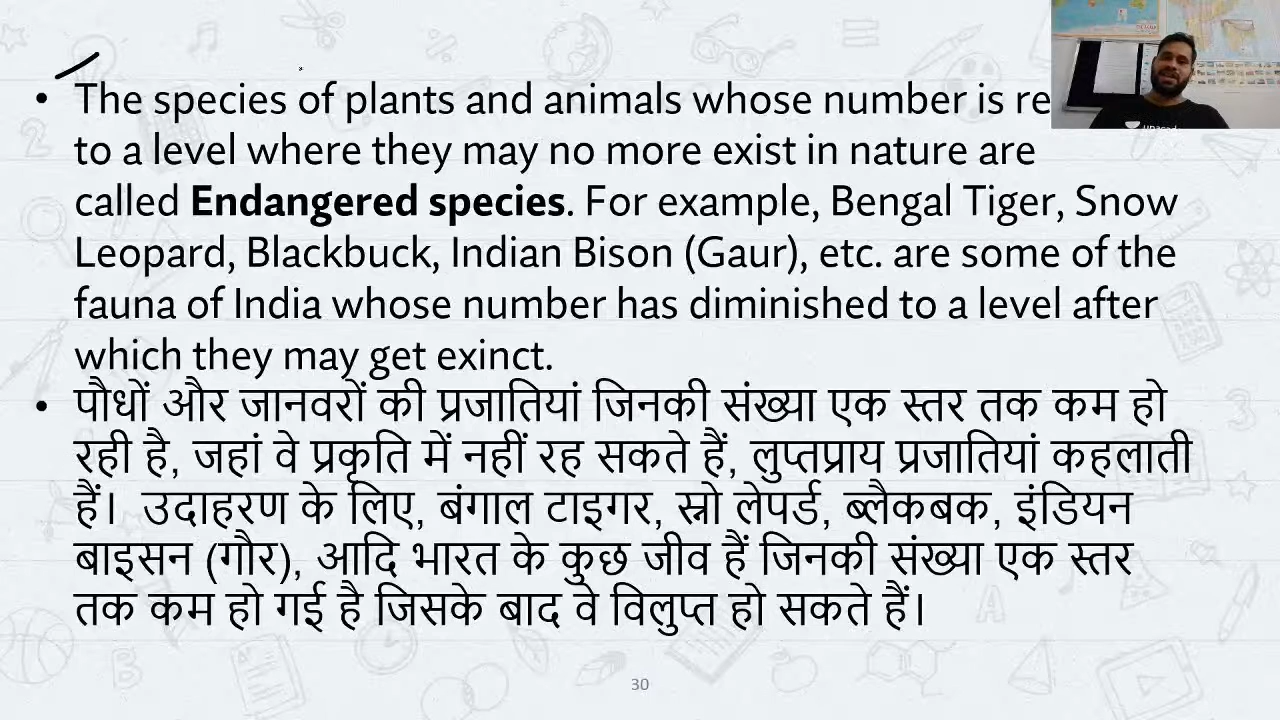 • The species of plants and animals whose number is
to a level where they may no more exist in nature are
called Endangered species. For example, Bengal Tiger, Snow
Leopard, Blackbuck, Indian Bison (Gaur), etc. are some of the
fauna of India whose number has diminished to a level after
which they may get exinct.
• पौधों और जानवरों की प्रजातियां जिनकी संख्या एक स्तर तक कम हो
रही है, जहां वे प्रकृति में नहीं रह सकते हैं, लुप्तप्राय प्रजातियां कहलाती
हैं। उदाहरण के लिए, बंगाल टाइगर, स्नो लेपर्ड, ब्लैकबक, इंडियन
बाइसन (गौर), आदि भारत के कुछ जीव हैं जिनकी संख्या एक स्तर
तक कम हो गई है जिसके बाद वे विलुप्त हो सकते हैं।
30